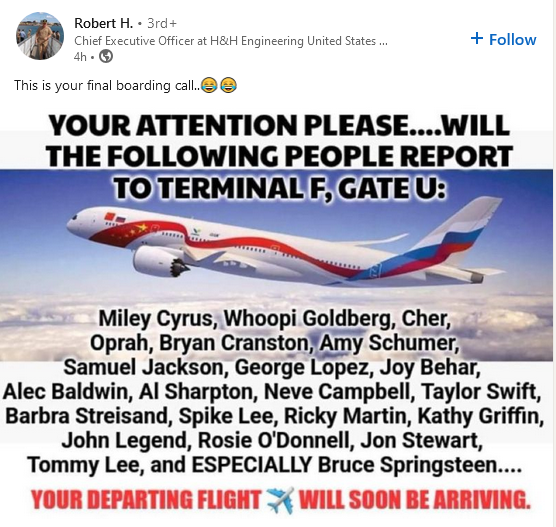 Robert H. • 3rd+
Chief Executive Officer at H&H Engineering United States ...
4h •
+ Follow
This is your final boarding call..😂😂
YOUR ATTENTION PLEASE....WILL
THE FOLLOWING PEOPLE REPORT
TO TERMINAL F, GATE U:
Miley Cyrus, Whoopi Goldberg, Cher,
Oprah, Bryan Cranston, Amy Schumer,
Samuel Jackson, George Lopez, Joy Behar,
Alec Baldwin, Al Sharpton, Neve Campbell, Taylor Swift,
Barbra Streisand, Spike Lee, Ricky Martin, Kathy Griffin,
John Legend, Rosie O'Donnell, Jon Stewart,
Tommy Lee, and ESPECIALLY Bruce Springsteen....
YOUR DEPARTING FLIGHT ✈ WILL SOON BE ARRIVING.